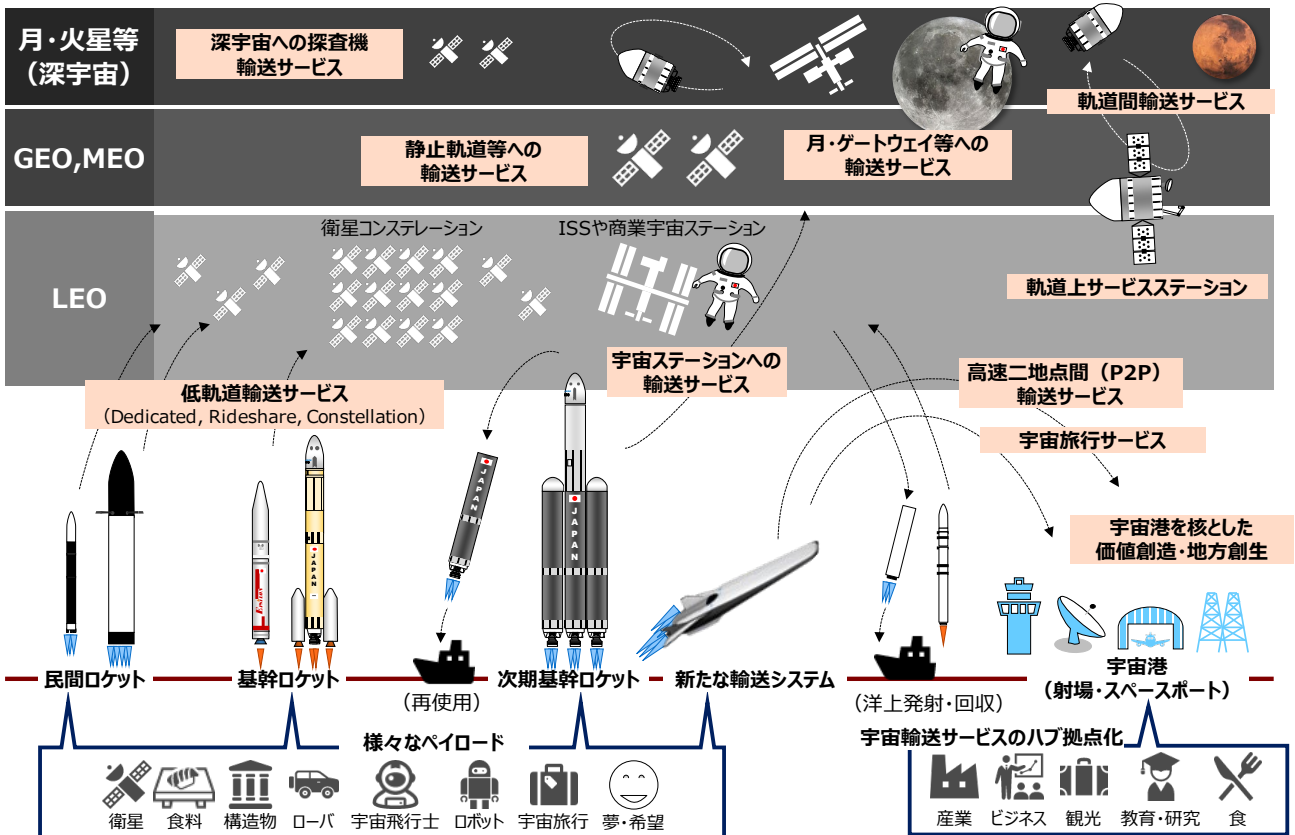 月・火星等
（深宇宙）
深宇宙への探査機
輸送サービス
軌道間輸送サービス
GEO,MEO
静止軌道等への
輸送サービス
月・ゲートウェイ等への
輸送サービス
LEO
衛星コンステレーション
ISSや商業宇宙ステーション
軌道上サービスステーション
宇宙ステーションへの
輸送サービス
低軌道輸送サービス
（Dedicated, Rideshare, Constellation）
高速二地点間（P2P）
輸送サービス
宇宙旅行サービス
宇宙港を核とした
価値創造・地方創生
JAPAN
JAPAN
JAPAN
民間ロケット
基幹ロケット
（再使用）
次期基幹ロケット
新たな輸送システム
（洋上発射・回収）
宇宙港
（射場・スペースポート）
様々なペイロード
衛星
食料
構造物
ローバ
宇宙飛行士
ロボット
宇宙旅行
夢・希望
宇宙輸送サービスのハブ拠点化
産業
ビジネス
観光
教育・研究
食